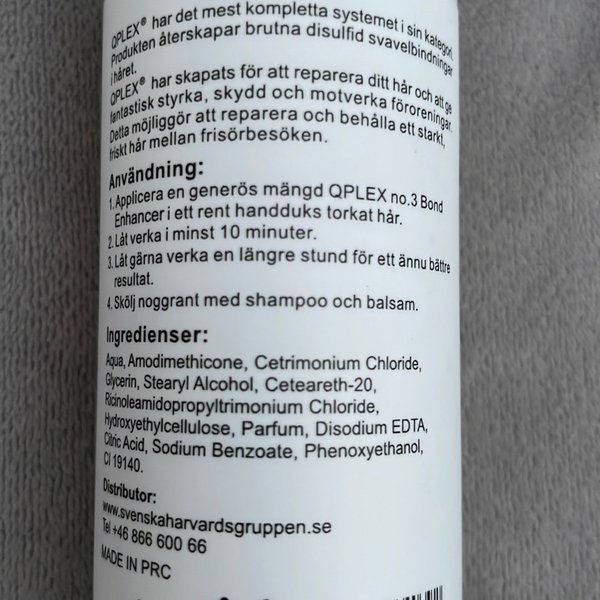 QPLEX® har det mest kompletta systemet i sin kategori.
Produkten återskapar brutna disulfid svavelbindningar
i håret.
QPLEX® har skapats för att reparera ditt hår och att ge
fantastisk styrka, skydd och motverka föroreningar.
Detta möjliggör att reparera och behålla ett starkt,
friskt hår mellan frisörbesöken.
Användning:
1. Applicera en generös mängd QPLEX no.3 Bond
Enhancer i ett rent handduks torkat hår.
2. Låt verka i minst 10 minuter.
3. Låt gärna verka en längre stund för ett ännu bättre
resultat.
4. Skölj noggrant med shampoo och balsam.
Ingredienser:
Aqua, Amodimethicone, Cetrimonium Chloride,
Glycerin, Stearyl Alcohol, Ceteareth-20,
Ricinoleamidopropyltrimonium Chloride,
Hydroxyethylcellulose, Parfum, Disodium EDTA,
Citric Acid, Sodium Benzoate, Phenoxyethanol,
CI 19140.
Distributor:
www.svenskaharvardsgruppen.se
Tel +46 866 600 66
MADE IN PRC